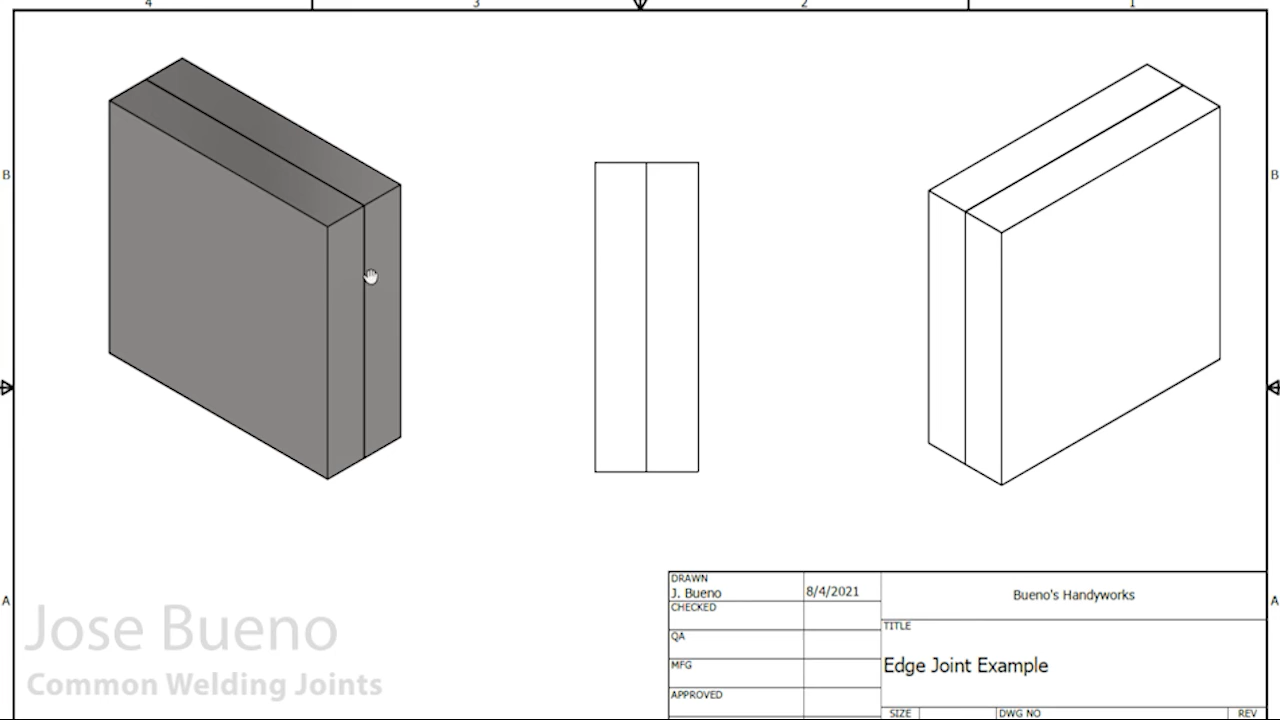 4 3 2 1
B B
A A
DRAWN
J. Bueno
8/4/2021
CHECKED
QA
MFG
APPROVED
Bueno's Handyworks
TITLE
Edge Joint Example
SIZE
DWG NO
REV
Jose Bueno
Common Welding Joints